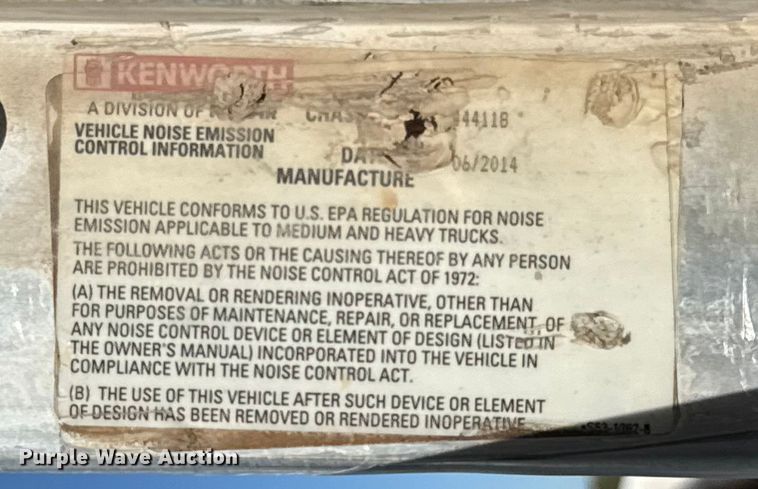 KENWORTH
A DIVISION OF
VEHICLE NOISE EMISSION
CONTROL INFORMATION
44118
06/2014
MANUFACTURE
THIS VEHICLE CONFORMS TO U.S. EPA REGULATION FOR NOISE
EMISSION APPLICABLE TO MEDIUM AND HEAVY TRUCKS.
THE FOLLOWING ACTS OR THE CAUSING THEREOF BY ANY PERSON
ARE PROHIBITED BY THE NOISE CONTROL ACT OF 1972:
(A) THE REMOVAL OR RENDERING INOPERATIVE, OTHER THAN
FOR PURPOSES OF MAINTENANCE, REPAIR, OR REPLACEMENT, OF
ANY NOISE CONTROL DEVICE OR ELEMENT OF DESIGN (LISTED IN
THE OWNER'S MANUAL) INCORPORATED INTO THE VEHICLE IN
COMPLIANCE WITH THE NOISE CONTROL ACT.
(B) THE USE OF THIS VEHICLE AFTER SUCH DEVICE OR ELEMENT
OF DESIGN HAS BEEN REMOVED OR RENDERED INOPERATIVE
Purple Wave Auction